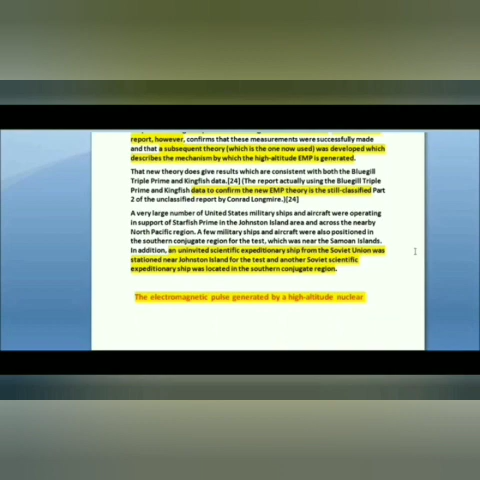 report, however, confirms that these measurements were successfully made
and that a subsequent theory (which is the one now used) was developed which
describes the mechanism by which the high-altitude EMP is generated.
That new theory does give results which are consistent with both the Bluegill
Triple Prime and Kingfish data.[24] (The report actually using the Bluegill Triple
Prime and Kingfish data to confirm the new EMP theory is the still-classified Part
2 of the unclassified report by Conrad Longmire.)[24]
A very large number of United States military ships and aircraft were operating
in support of Starfish Prime in the Johnston Island area and across the nearby
North Pacific region. A few military ships and aircraft were also positioned in
the southern conjugate region for the test, which was near the Samoan Islands.
In addition, an uninvited scientific expeditionary ship from the Soviet Union was
stationed near Johnston Island for the test and another Soviet scientific
expeditionary ship was located in the southern conjugate region.
The electromagnetic pulse generated by a high-altitude nuclear